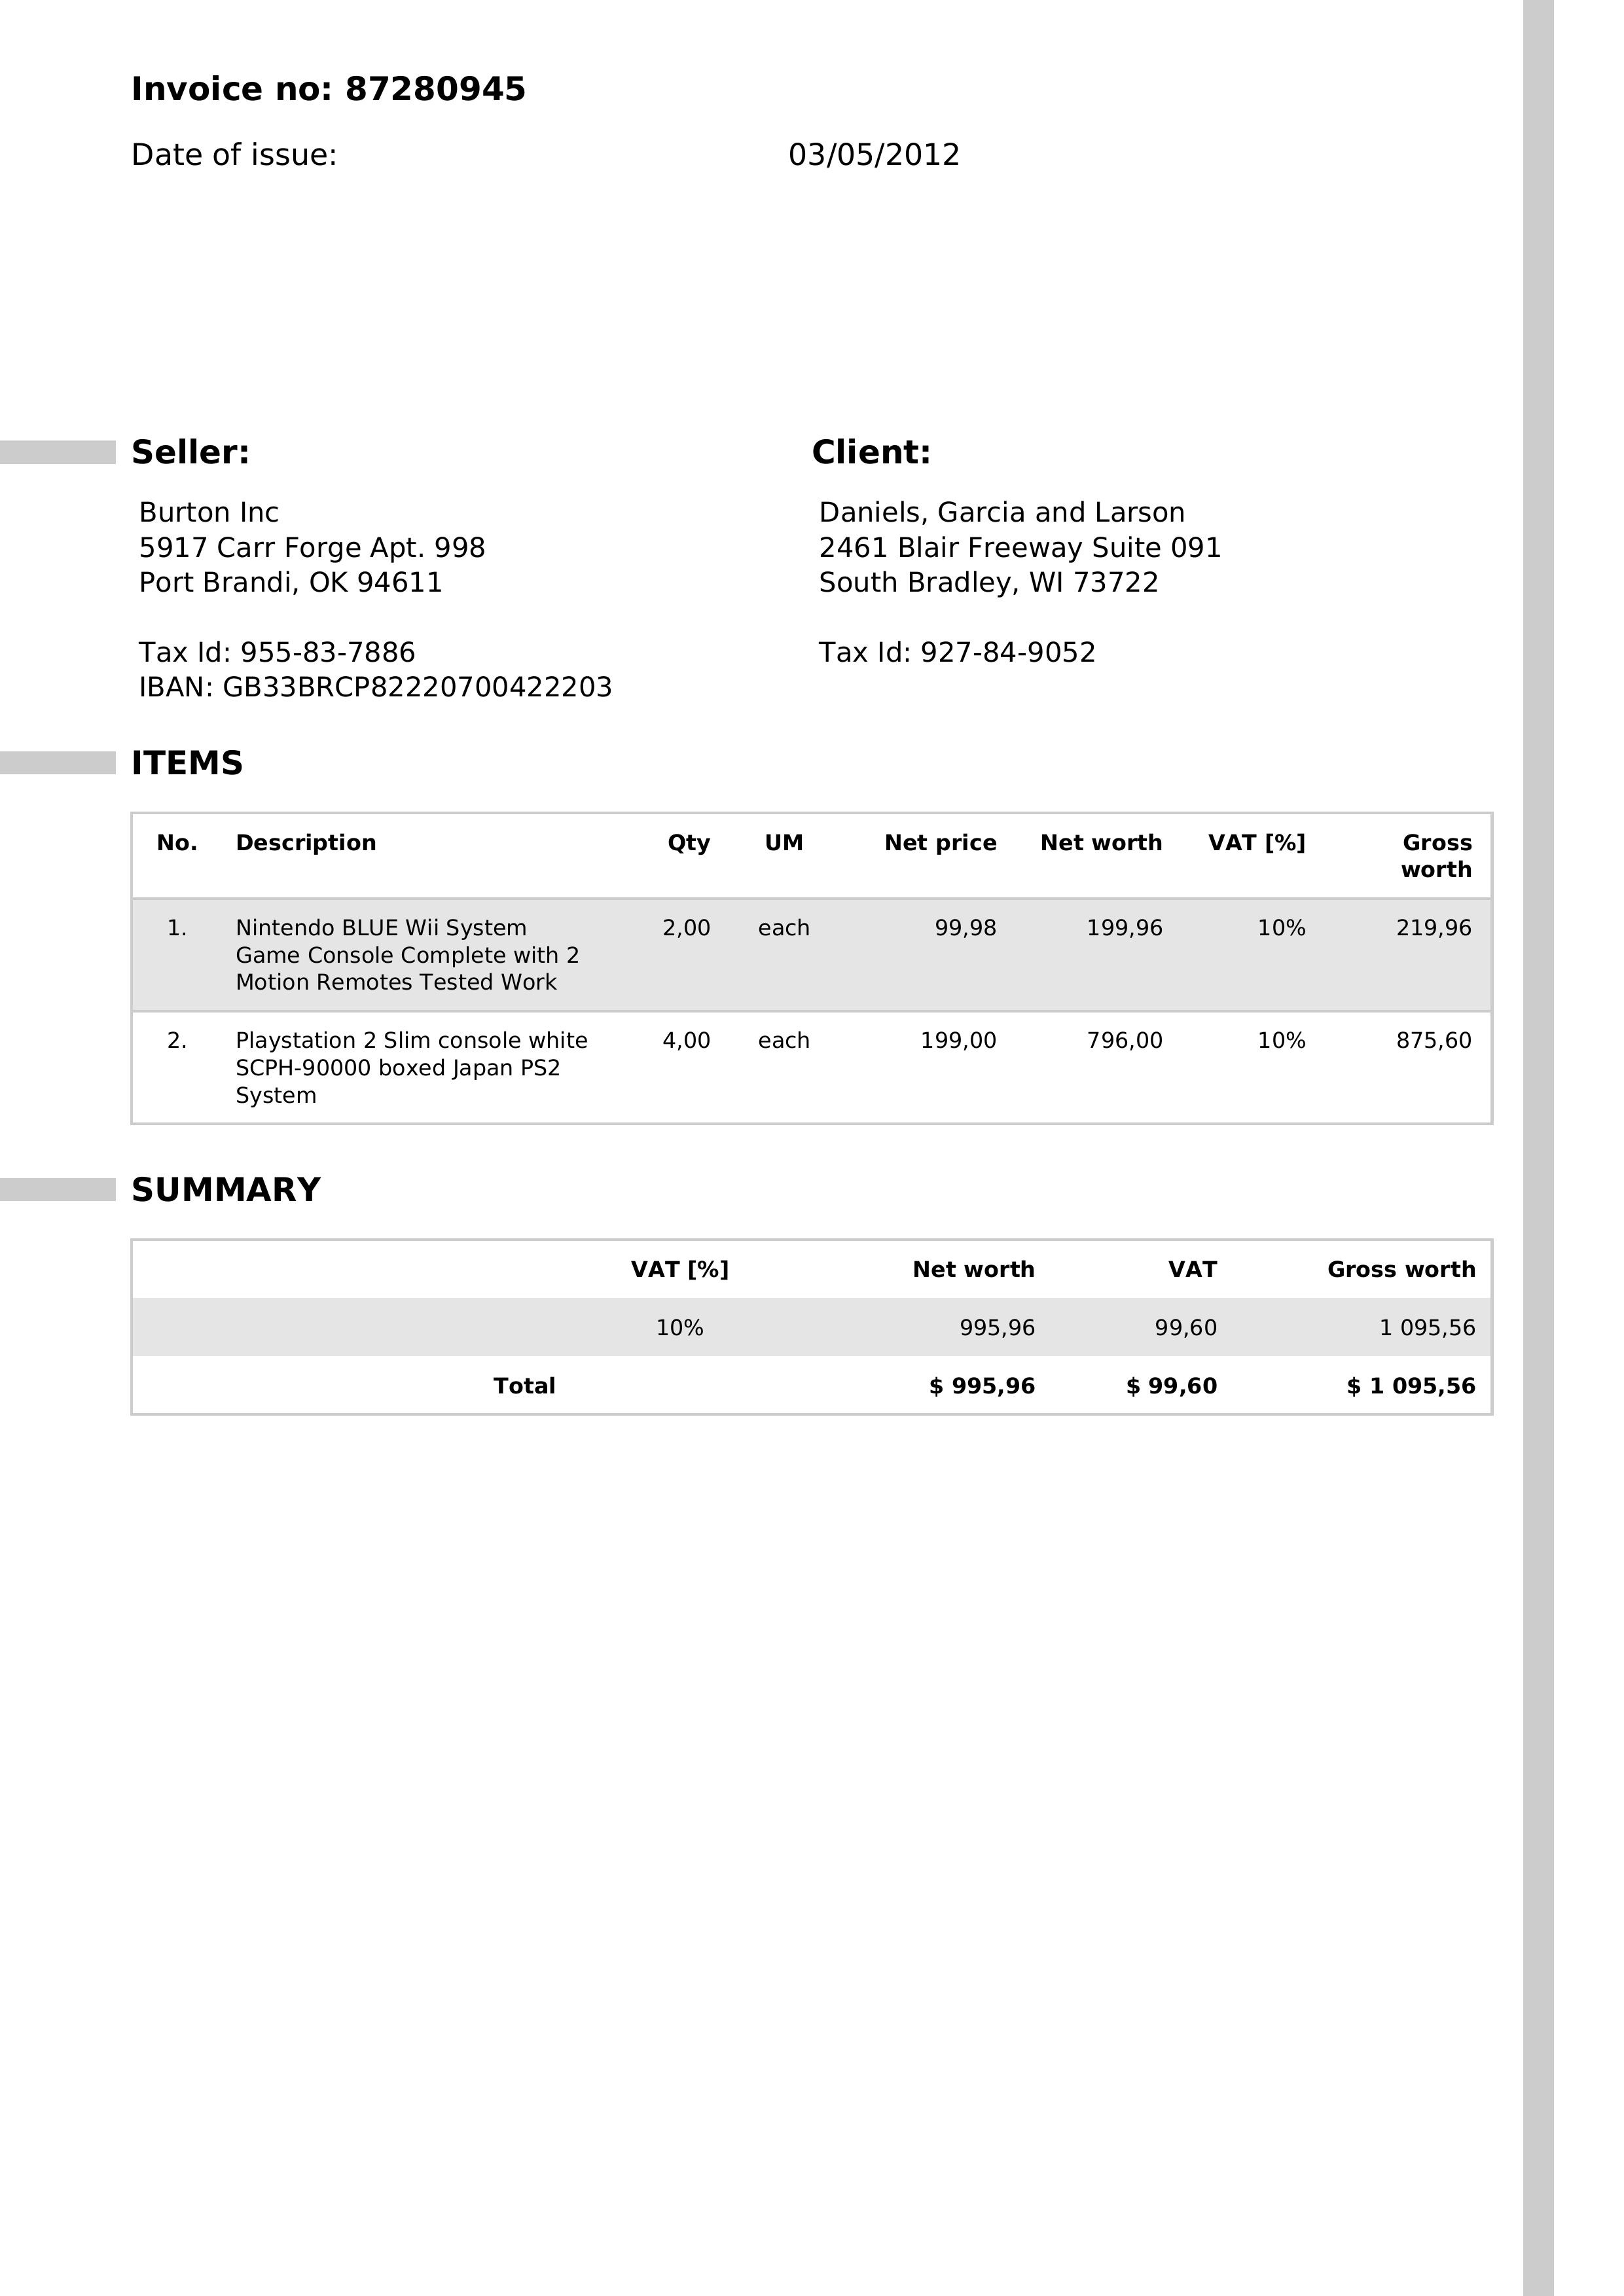 Invoice no: 87280945
Date of issue: 03/05/2012
Seller:
Burton Inc
5917 Carr Forge Apt. 998
Port Brandi, OK 94611
Tax Id: 955-83-7886
IBAN: GB33BRCP82220700422203
Client:
Daniels, Garcia and Larson
2461 Blair Freeway Suite 091
South Bradley, WI 73722
Tax Id: 927-84-9052
ITEMS
No. Description Qty UM Net price Net worth VAT [%] Gross
worth
1. Nintendo BLUE Wii System 2,00 each 99,98 199,96 10% 219,96
Game Console Complete with 2
Motion Remotes Tested Work
2. Playstation 2 Slim console white 4,00 each 199,00 796,00 10% 875,60
SCPH-90000 boxed Japan PS2
System
SUMMARY
VAT [%] Net worth VAT Gross worth
10% 995,96 99,60 1 095,56
Total $ 995,96 $ 99,60 $ 1 095,56